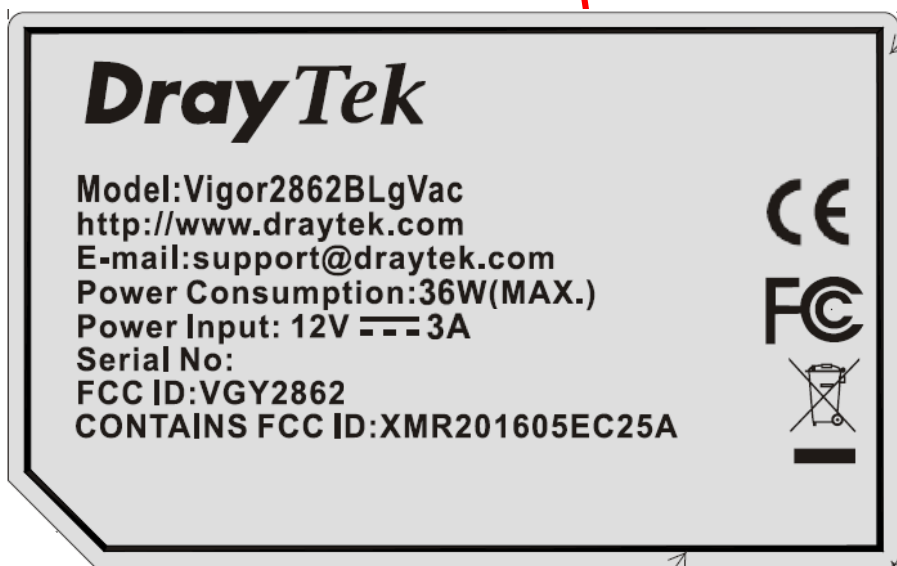 DrayTek
Model:Vigor2862BLgVac
http://www.draytek.com
E-mail:support@draytek.com
Power Consumption:36W(MAX.)
Power Input: 12V ⎓ 3A
Serial No:
FCC ID:VGY2862
CONTAINS FCC ID:XMR201605EC25A
CE
FC